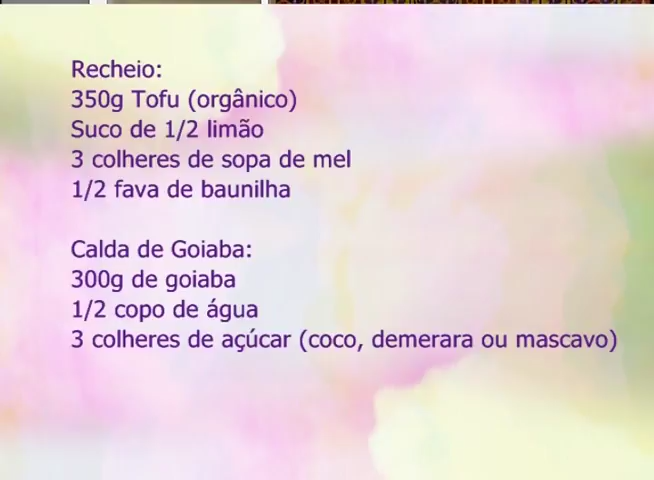 Recheio:
350g Tofu (orgânico)
Suco de 1/2 limão
3 colheres de sopa de mel
1/2 fava de baunilha
Calda de Goiaba:
300g de goiaba
1/2 copo de água
3 colheres de açúcar (coco, demerara ou mascavo)